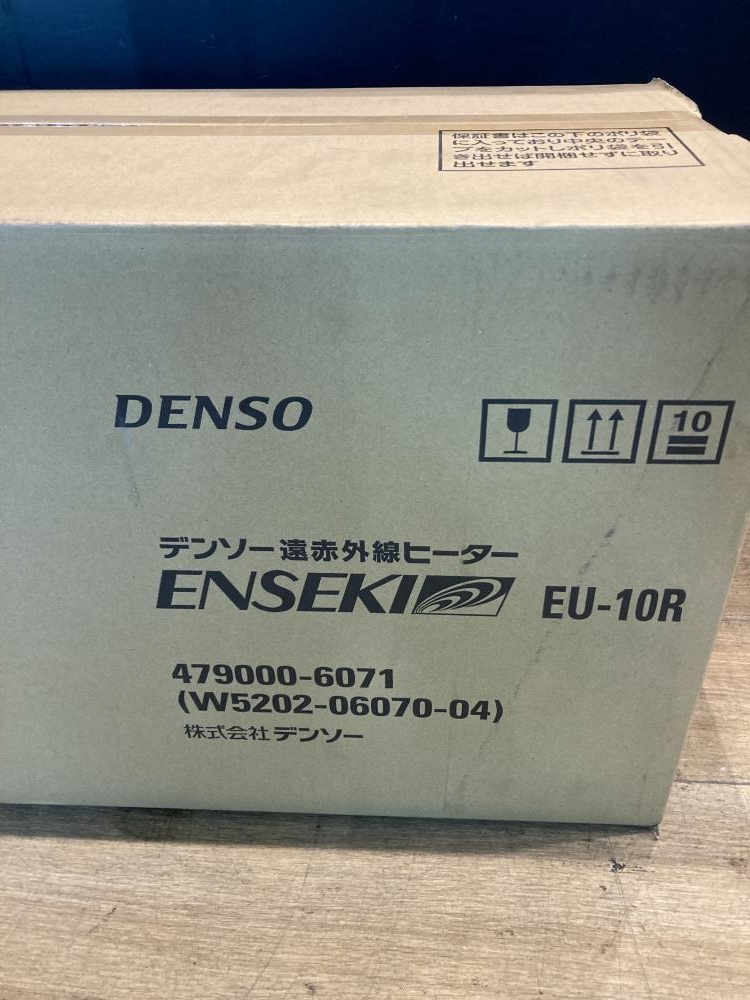 保証書はこの下のポリ袋
に入っており中央のテー
プをカットしポリ袋を引
き出せば開梱せずに取り
出せます
DENSO
10
デンソー遠赤外線ヒーター
ENSEKI EU-10R
479000-6071
(W5202-06070-04)
株式会社デンソー